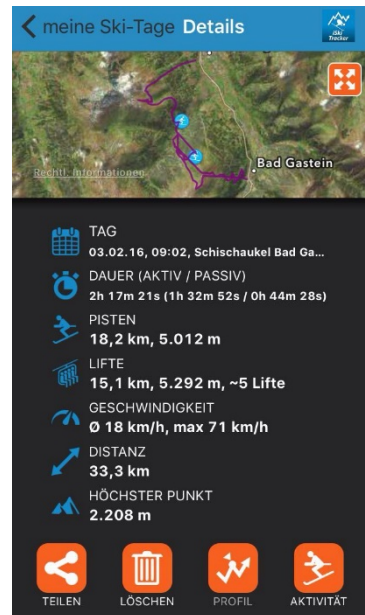 meine Ski-Tage Details
iSki
Tracker
Bad Gastein
Rechtl. Informationen
TAG
03.02.16, 09:02, Schischaukel Bad Ga...
DAUER (AKTIV / PASSIV)
2h 17m 21s (1h 32m 52s / 0h 44m 28s)
PISTEN
18,2 km, 5.012 m
LIFTE
15,1 km, 5.292 m, ~5 Lifte
GESCHWINDIGKEIT
Ø 18 km/h, max 71 km/h
DISTANZ
33,3 km
HÖCHSTER PUNKT
2.208 m
TEILEN LÖSCHEN PROFIL AKTIVITÄT